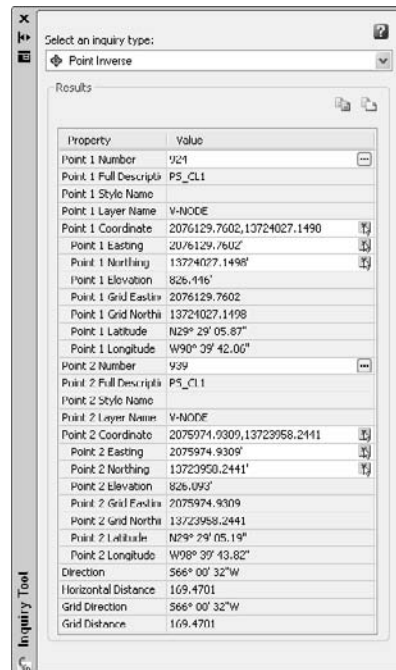 Select an inquiry type:
Point Inverse
Results
Property Value
Point 1 Number 924
Point 1 Full Descripti PS_CL1
Point 1 Style Name
Point 1 Layer Name V-NODE
Point 1 Coordinate 2076129.7602,13724027.1498
Point 1 Easting 2076129.7602'
Point 1 Northing 13724027.1498'
Point 1 Elevation 826.446'
Point 1 Grid Eastin 2076129.7602
Point 1 Grid Northi 13724027.1498
Point 1 Latitude N29° 29' 05.87"
Point 1 Longitude W98° 39' 42.06"
Point 2 Number 939
Point 2 Full Descripti PS_CL1
Point 2 Style Name
Point 2 Layer Name V-NODE
Point 2 Coordinate 2075974.9309,13723958.2441
Point 2 Easting 2075974.9309'
Point 2 Northing 13723958.2441'
Point 2 Elevation 826.093'
Point 2 Grid Eastin 2075974.9309
Point 2 Grid Northi 13723958.2441
Point 2 Latitude N29° 29' 05.19"
Point 2 Longitude W98° 39' 43.82"
Direction S66° 00' 32"W
Horizontal Distance 169.4701
Grid Direction S66° 00' 32"W
Grid Distance 169.4701
Inquiry Tool